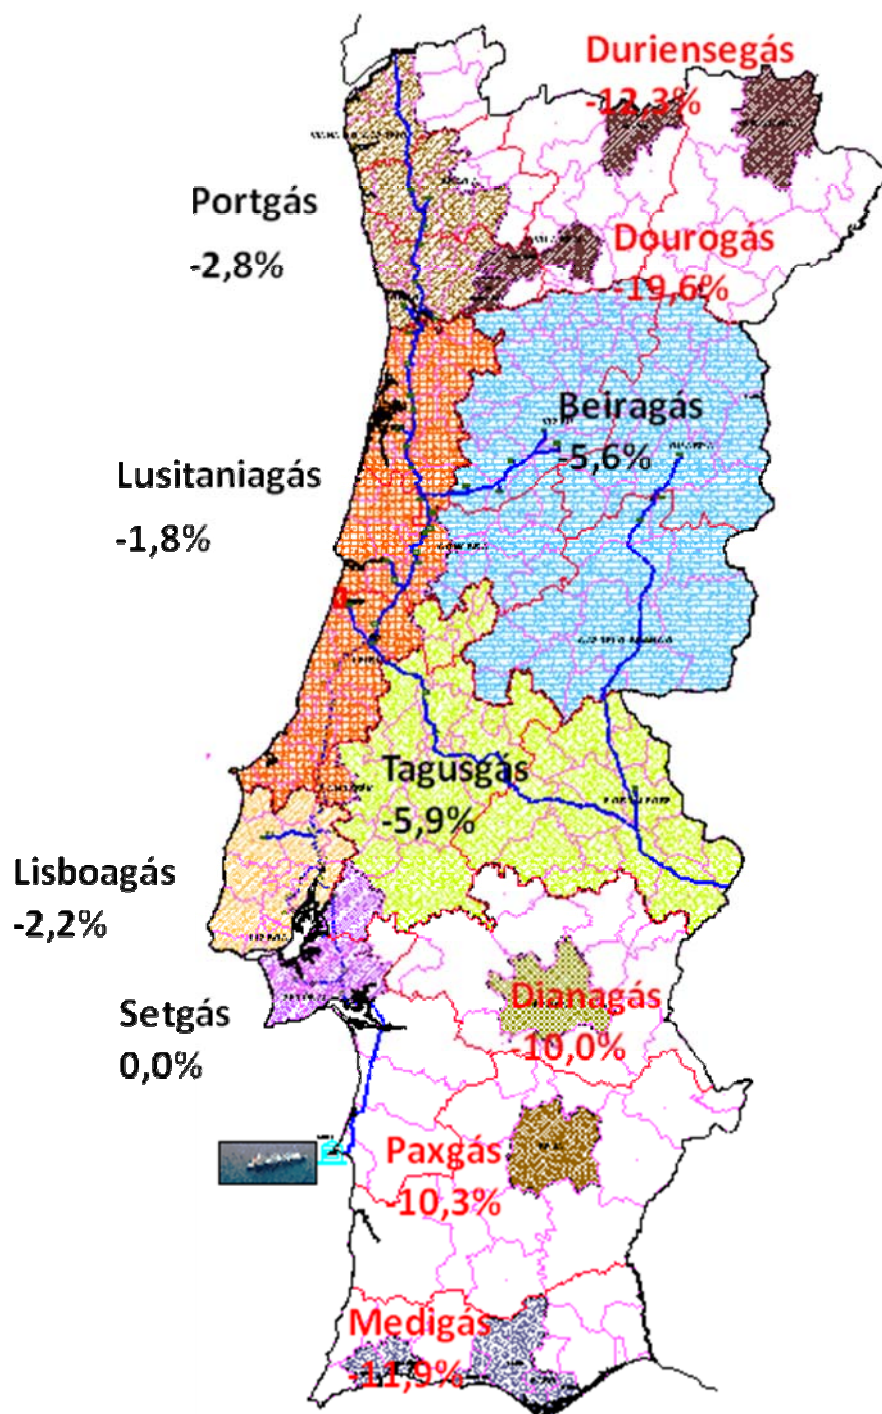 Duriensegás
-12,3%
Portgás
-2,8%
Dourogás
-19,6%
Beiragás
-5,6%
Lusitaniagás
-1,8%
Tagusgás
-5,9%
Lisboagás
-2,2%
Dianagás
-10,0%
Setgás
0,0%
Paxgás
-10,3%
Medigás
-11,9%